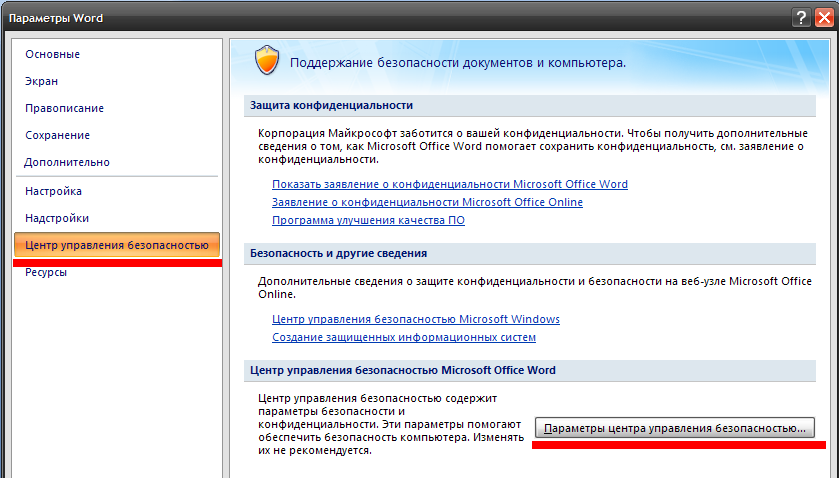 Параметры Word
Основные
Экран
Правописание
Сохранение
Дополнительно
Настройка
Надстройки
Центр управления безопасностью
Ресурсы
Поддержание безопасности документов и компьютера.
Защита конфиденциальности
Корпорация Майкрософт заботится о вашей конфиденциальности. Чтобы получить дополнительные
сведения о том, как Microsoft Office Word помогает сохранить конфиденциальность, см. заявление о
конфиденциальности.
Показать заявление о конфиденциальности Microsoft Office Word
Заявление о конфиденциальности Microsoft Office Online
Программа улучшения качества ПО
Безопасность и другие сведения
Дополнительные сведения о защите конфиденциальности и безопасности на веб-узле Microsoft Office
Online.
Центр управления безопасностью Microsoft Windows
Создание защищенных информационных систем
Центр управления безопасностью Microsoft Office Word
Центр управления безопасностью содержит
параметры безопасности и
конфиденциальности. Эти параметры помогают
обеспечить безопасность компьютера. Изменять
их не рекомендуется.
Параметры центра управления безопасностью...